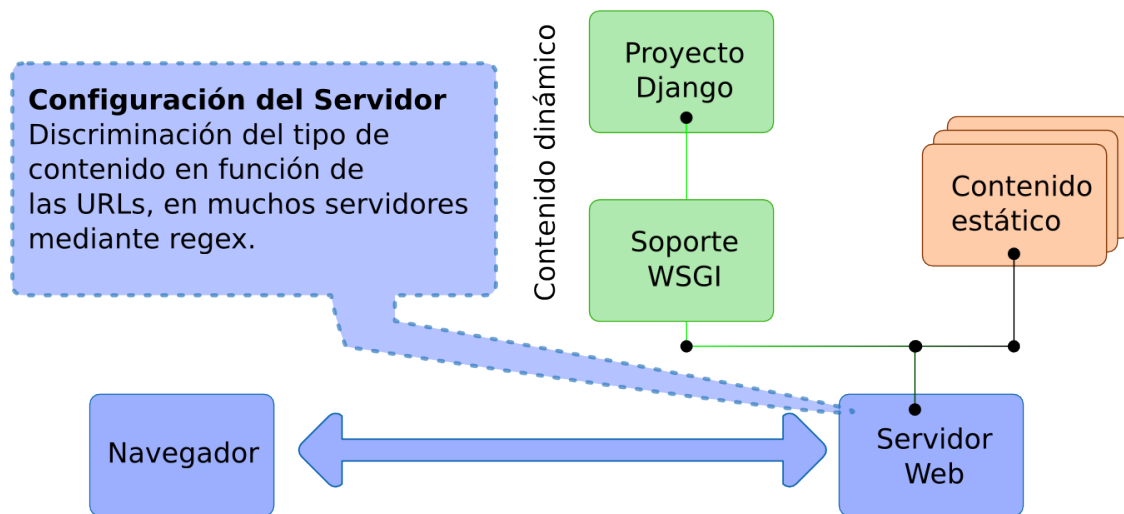 Configuración del Servidor
Discriminación del tipo de
contenido en función de
las URLs, en muchos servidores
mediante regex.
Contenido dinámico
Proyecto
Django
Soporte
WSGI
Contenido
estático
Navegador
Servidor
Web